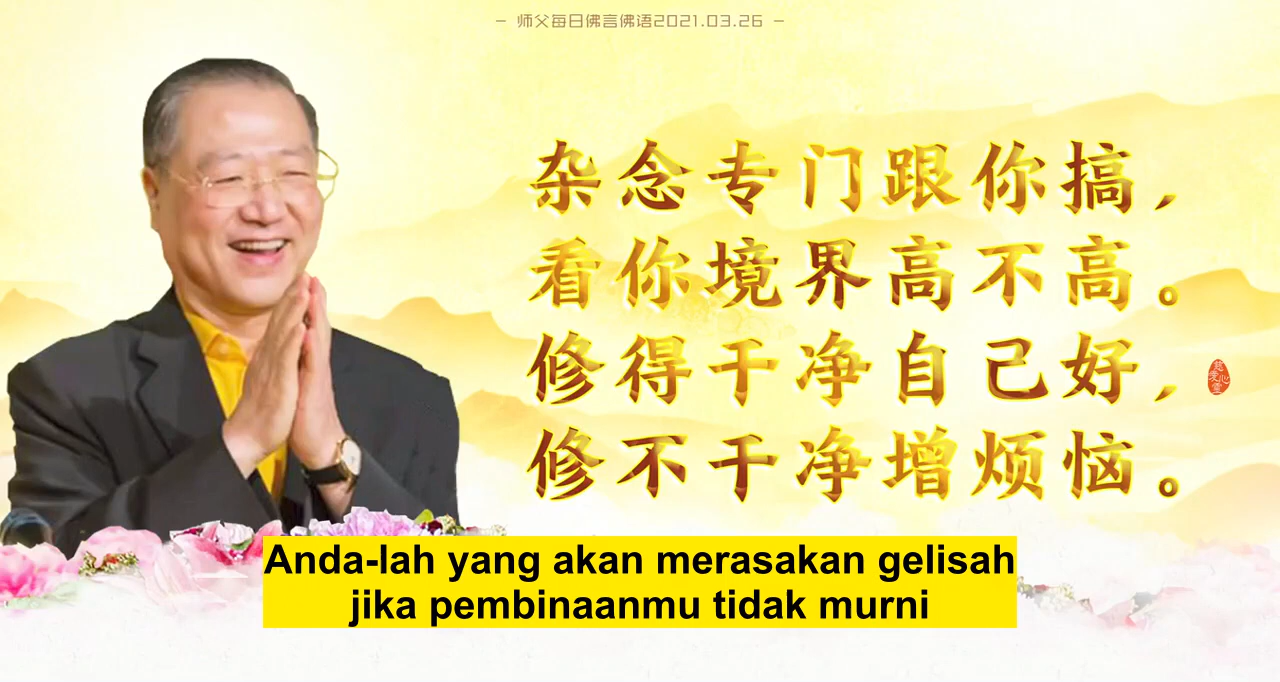 – 师父每日佛言佛语2021.03.26 –
杂念专门跟你搞，
看你境界高不高。
修得干净自己好，
修不干净增烦恼。
Anda-lah yang akan merasakan gelisah
jika pembinaanmu tidak murni